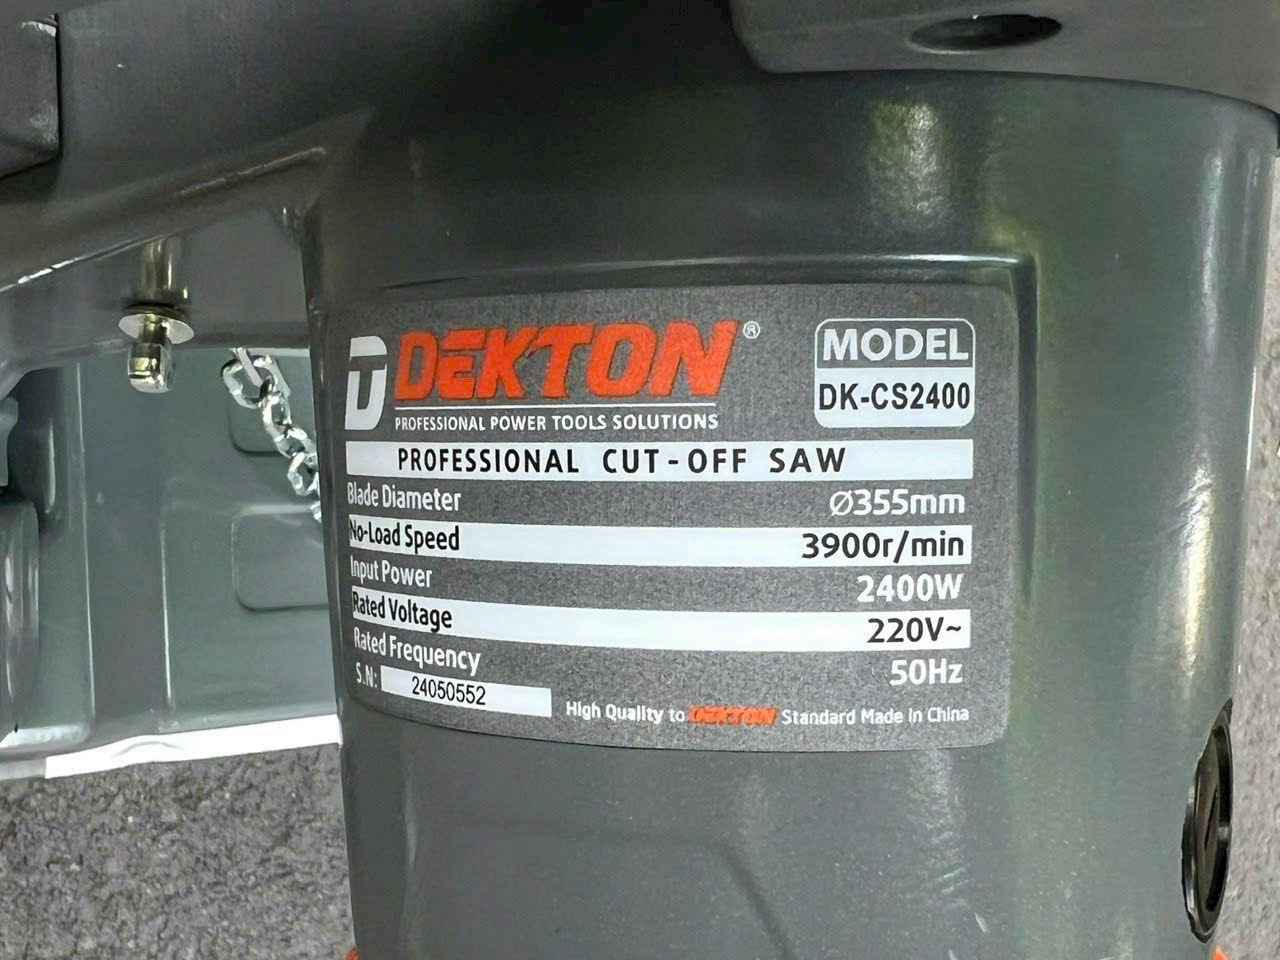 DEKTON®
PROFESSIONAL POWER TOOLS SOLUTIONS
MODEL
DK-CS2400
PROFESSIONAL CUT-OFF SAW
Blade Diameter Ø355mm
No-Load Speed 3900r/min
Input Power 2400W
Rated Voltage 220V~
Rated Frequency 50Hz
S.N: 24050552
High Quality to DEKTON Standard Made In China